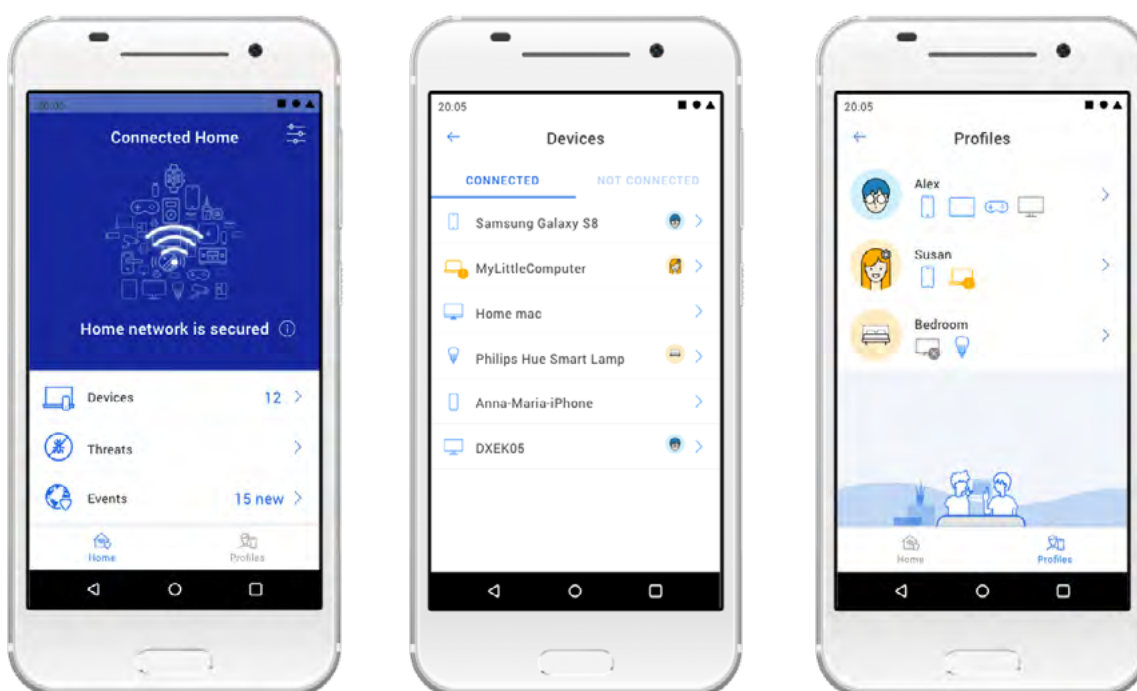 Connected Home
Home network is secured
Devices 12
Threats
Events 15 new
Home Profiles
20:05
Devices
CONNECTED NOT CONNECTED
Samsung Galaxy S8
MyLittleComputer
Home mac
Philips Hue Smart Lamp
Anna-Maria-iPhone
DXEK05
20:05
Profiles
Alex
Susan
Bedroom
Home Profiles